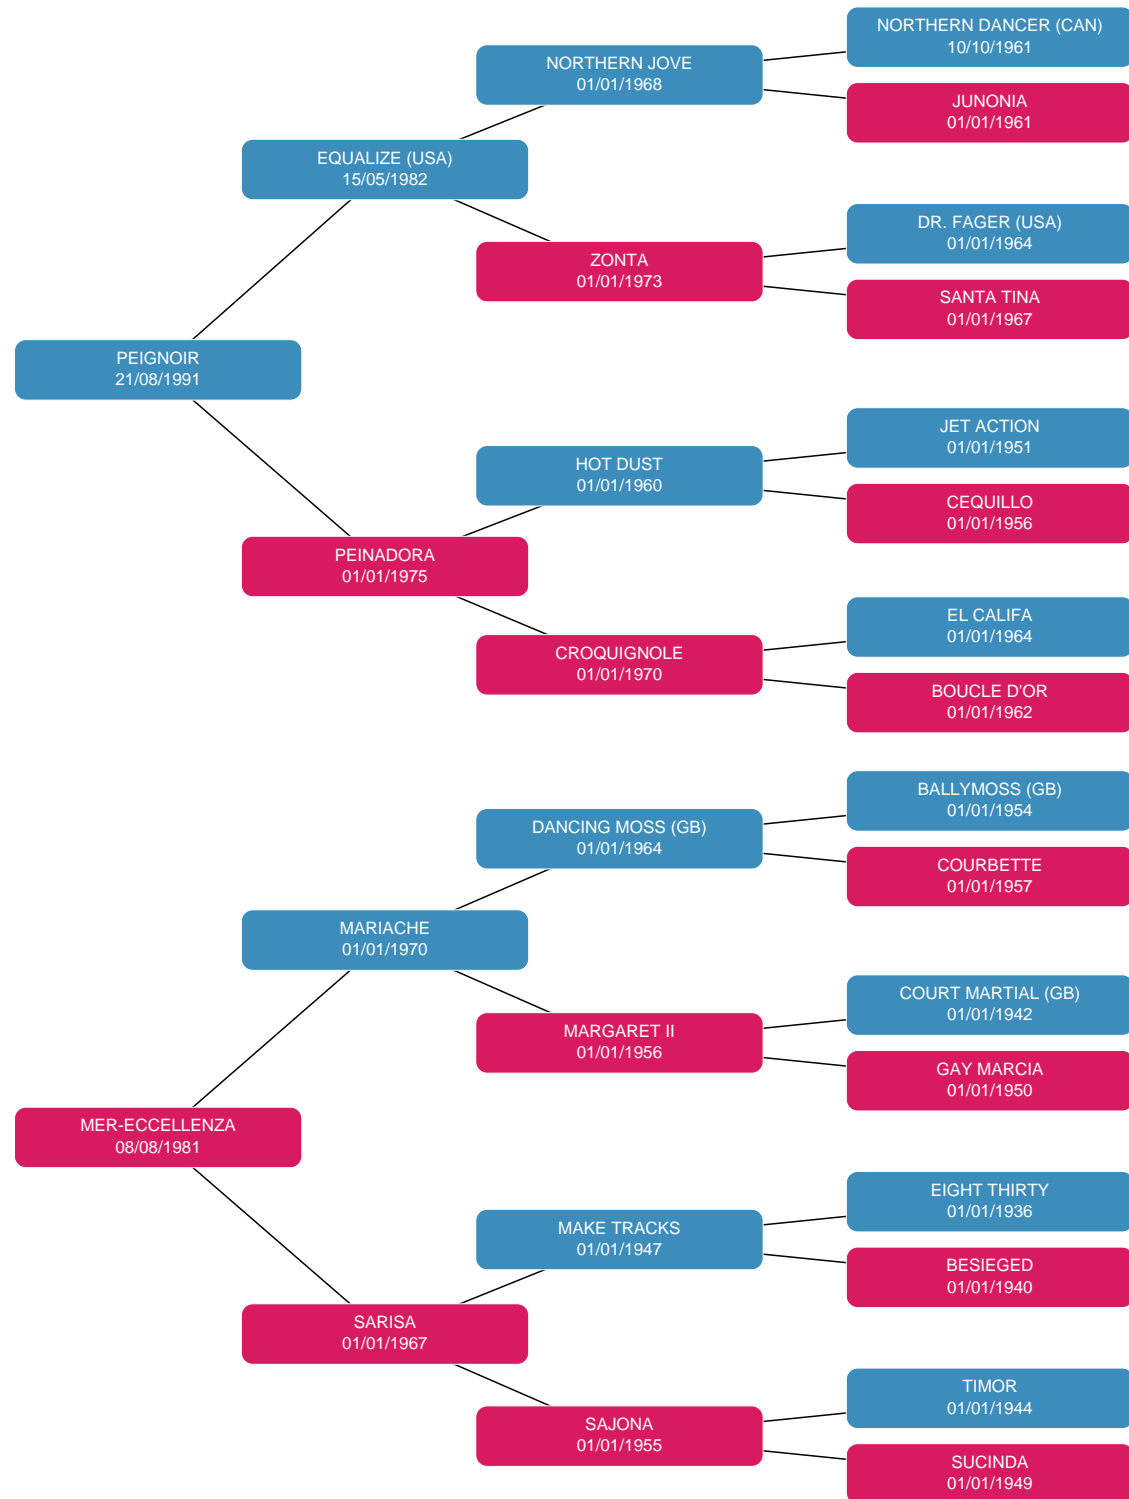 NORTHERN DANCER (CAN)
10/10/1961
NORTHERN JOVE
01/01/1968
JUNONIA
01/01/1961
EQUALIZE (USA)
15/05/1982
DR. FAGER (USA)
01/01/1964
ZONTA
01/01/1973
SANTA TINA
01/01/1967
PEIGNOIR
21/08/1991
JET ACTION
01/01/1951
HOT DUST
01/01/1960
CEQUILLO
01/01/1956
PEINADORA
01/01/1975
EL CALIFA
01/01/1964
CROQUIGNOLE
01/01/1970
BOUCLE D'OR
01/01/1962
BALLYMOSS (GB)
01/01/1954
DANCING MOSS (GB)
01/01/1964
COURBETTE
01/01/1957
MARIACHE
01/01/1970
COURT MARTIAL (GB)
01/01/1942
MARGARET II
01/01/1956
GAY MARCIA
01/01/1950
MER-ECCELLENZA
08/08/1981
EIGHT THIRTY
01/01/1936
MAKE TRACKS
01/01/1947
BESIEGED
01/01/1940
SARISA
01/01/1967
TIMOR
01/01/1944
SAJONA
01/01/1955
SUCINDA
01/01/1949